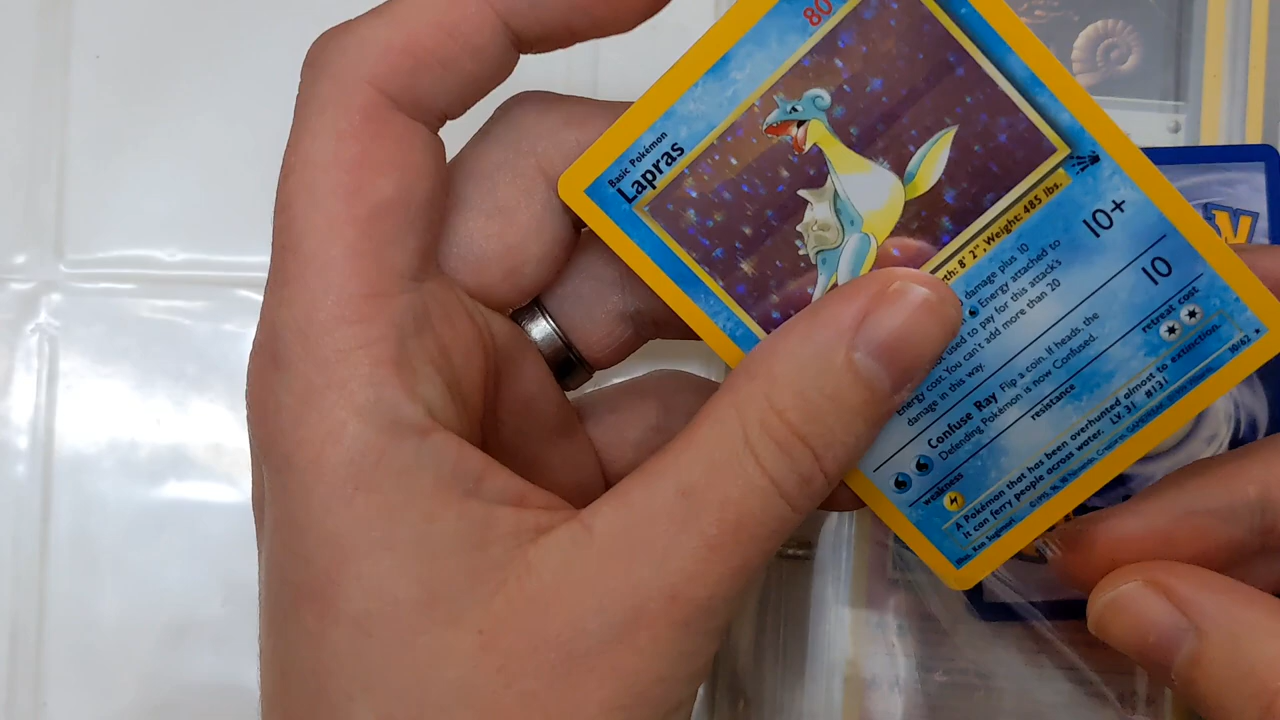 80
Basic Pokémon
Lapras
8' 2", Weight: 485 lbs.
damage plus 10
Energy attached to
used to pay for this attack's
Energy cost. You can't add more than 20
damage in this way.
10+
Confuse Ray Flip a coin. If heads, the
Defending Pokémon is now Confused.
10
weakness
resistance
retreat cost
A Pokémon that has been overhunted almost to extinction.
It can ferry people across water. LV. 31 #131
Illus. Ken Sugimori
30/62